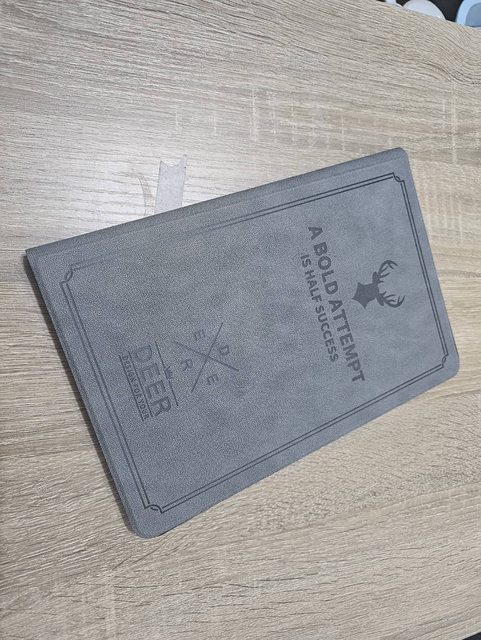 A BOLD ATTEMPT
IS HALF SUCCESS
D
E E
R
DEER